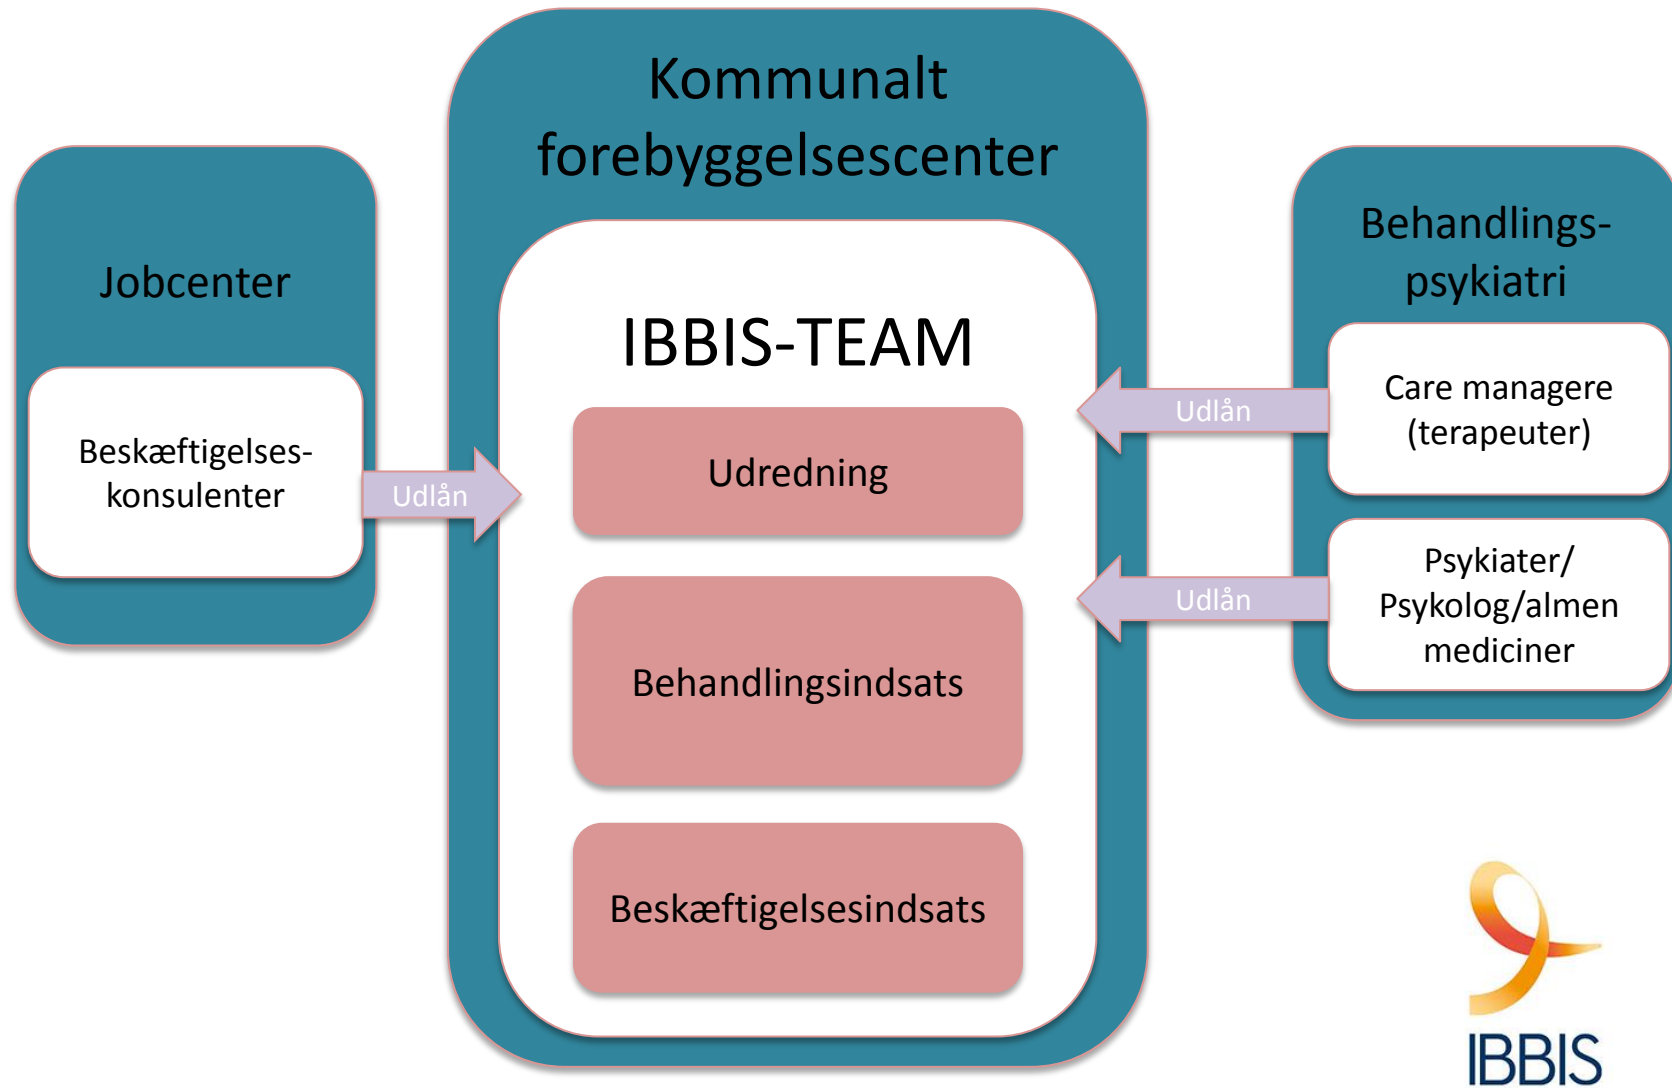 Kommunalt
forebyggelsescenter
Jobcenter
Beskæftigelses-
konsulenter
Udlån
IBBIS-TEAM
Udredning
Behandlingsindsats
Beskæftigelsesindsats
Behandlings-
psykiatri
Udlån
Care managere
(terapeuter)
Udlån
Psykiater/
Psykolog/almen
mediciner
IBBIS